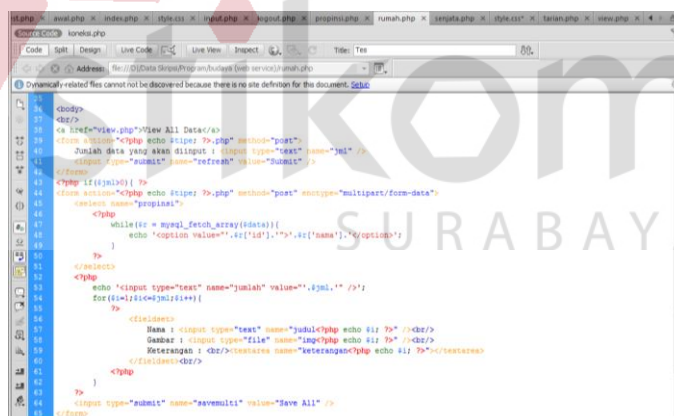 ist.php × awal.php × index.php × style.css × input.php × logout.php × propinsi.php × rumah.php × senjata.php × style.css* × tarian.php × view.php ×
Source Code koneksi.php
Code Split Design Live Code Live View Inspect Title: Tes
Address: file:///D|/Data Skripsi/Program/budaya (web service)/rumah.php
Dynamically-related files cannot not be discovered because there is no site definition for this document. Setup
35
36 <body>
37 <br/>
38 <a href="view.php">View All Data</a>
39 <form action="<?php echo $tipe; ?>.php" method="post">
40 Jumlah data yang akan diinput : <input type="text" name="jml" />
41 <input type="submit" name="refresh" value="Submit" />
42 </form>
43 <?php if($jml>0){ ?>
44 <form action="<?php echo $tipe; ?>.php" method="post" enctype="multipart/form-data">
45 <select name="propinsi">
46 <?php
47 while($r = mysql_fetch_array($data)){
48 echo '<option value="'.$r['id'].'">'.$r['nama'].'</option>';
49 }
50 ?>
51 </select>
52 <?php
53 echo '<input type="text" name="jumlah" value="'.$jml.'" />';
54 for($i=1;$i<=$jml;$i++){
55 ?>
56 <fieldset>
57 Nama : <input type="text" name="judul<?php echo $i; ?>" /><br/>
58 Gambar : <input type="file" name="img<?php echo $i; ?>" /><br/>
59 Keterangan : <br/><textarea name="keterangan<?php echo $i; ?>"></textarea>
60 </fieldset><br/>
61 <?php
62 }
63 ?>
64 <input type="submit" name="savemulti" value="Save All" />
65 </form>
stikom
SURABAYA